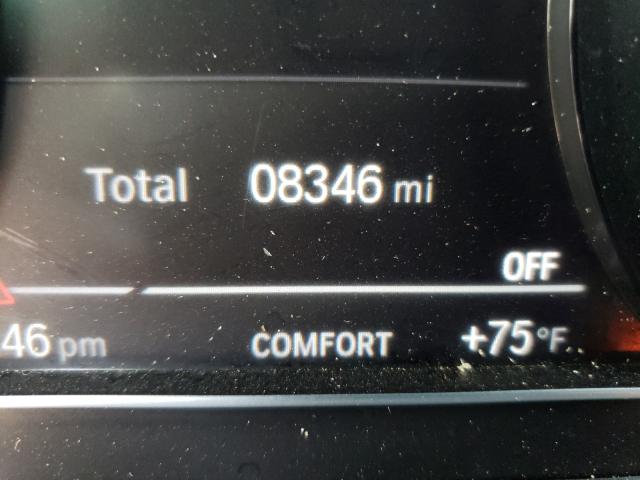 Total 08346 mi
OFF
46 pm COMFORT +75°F